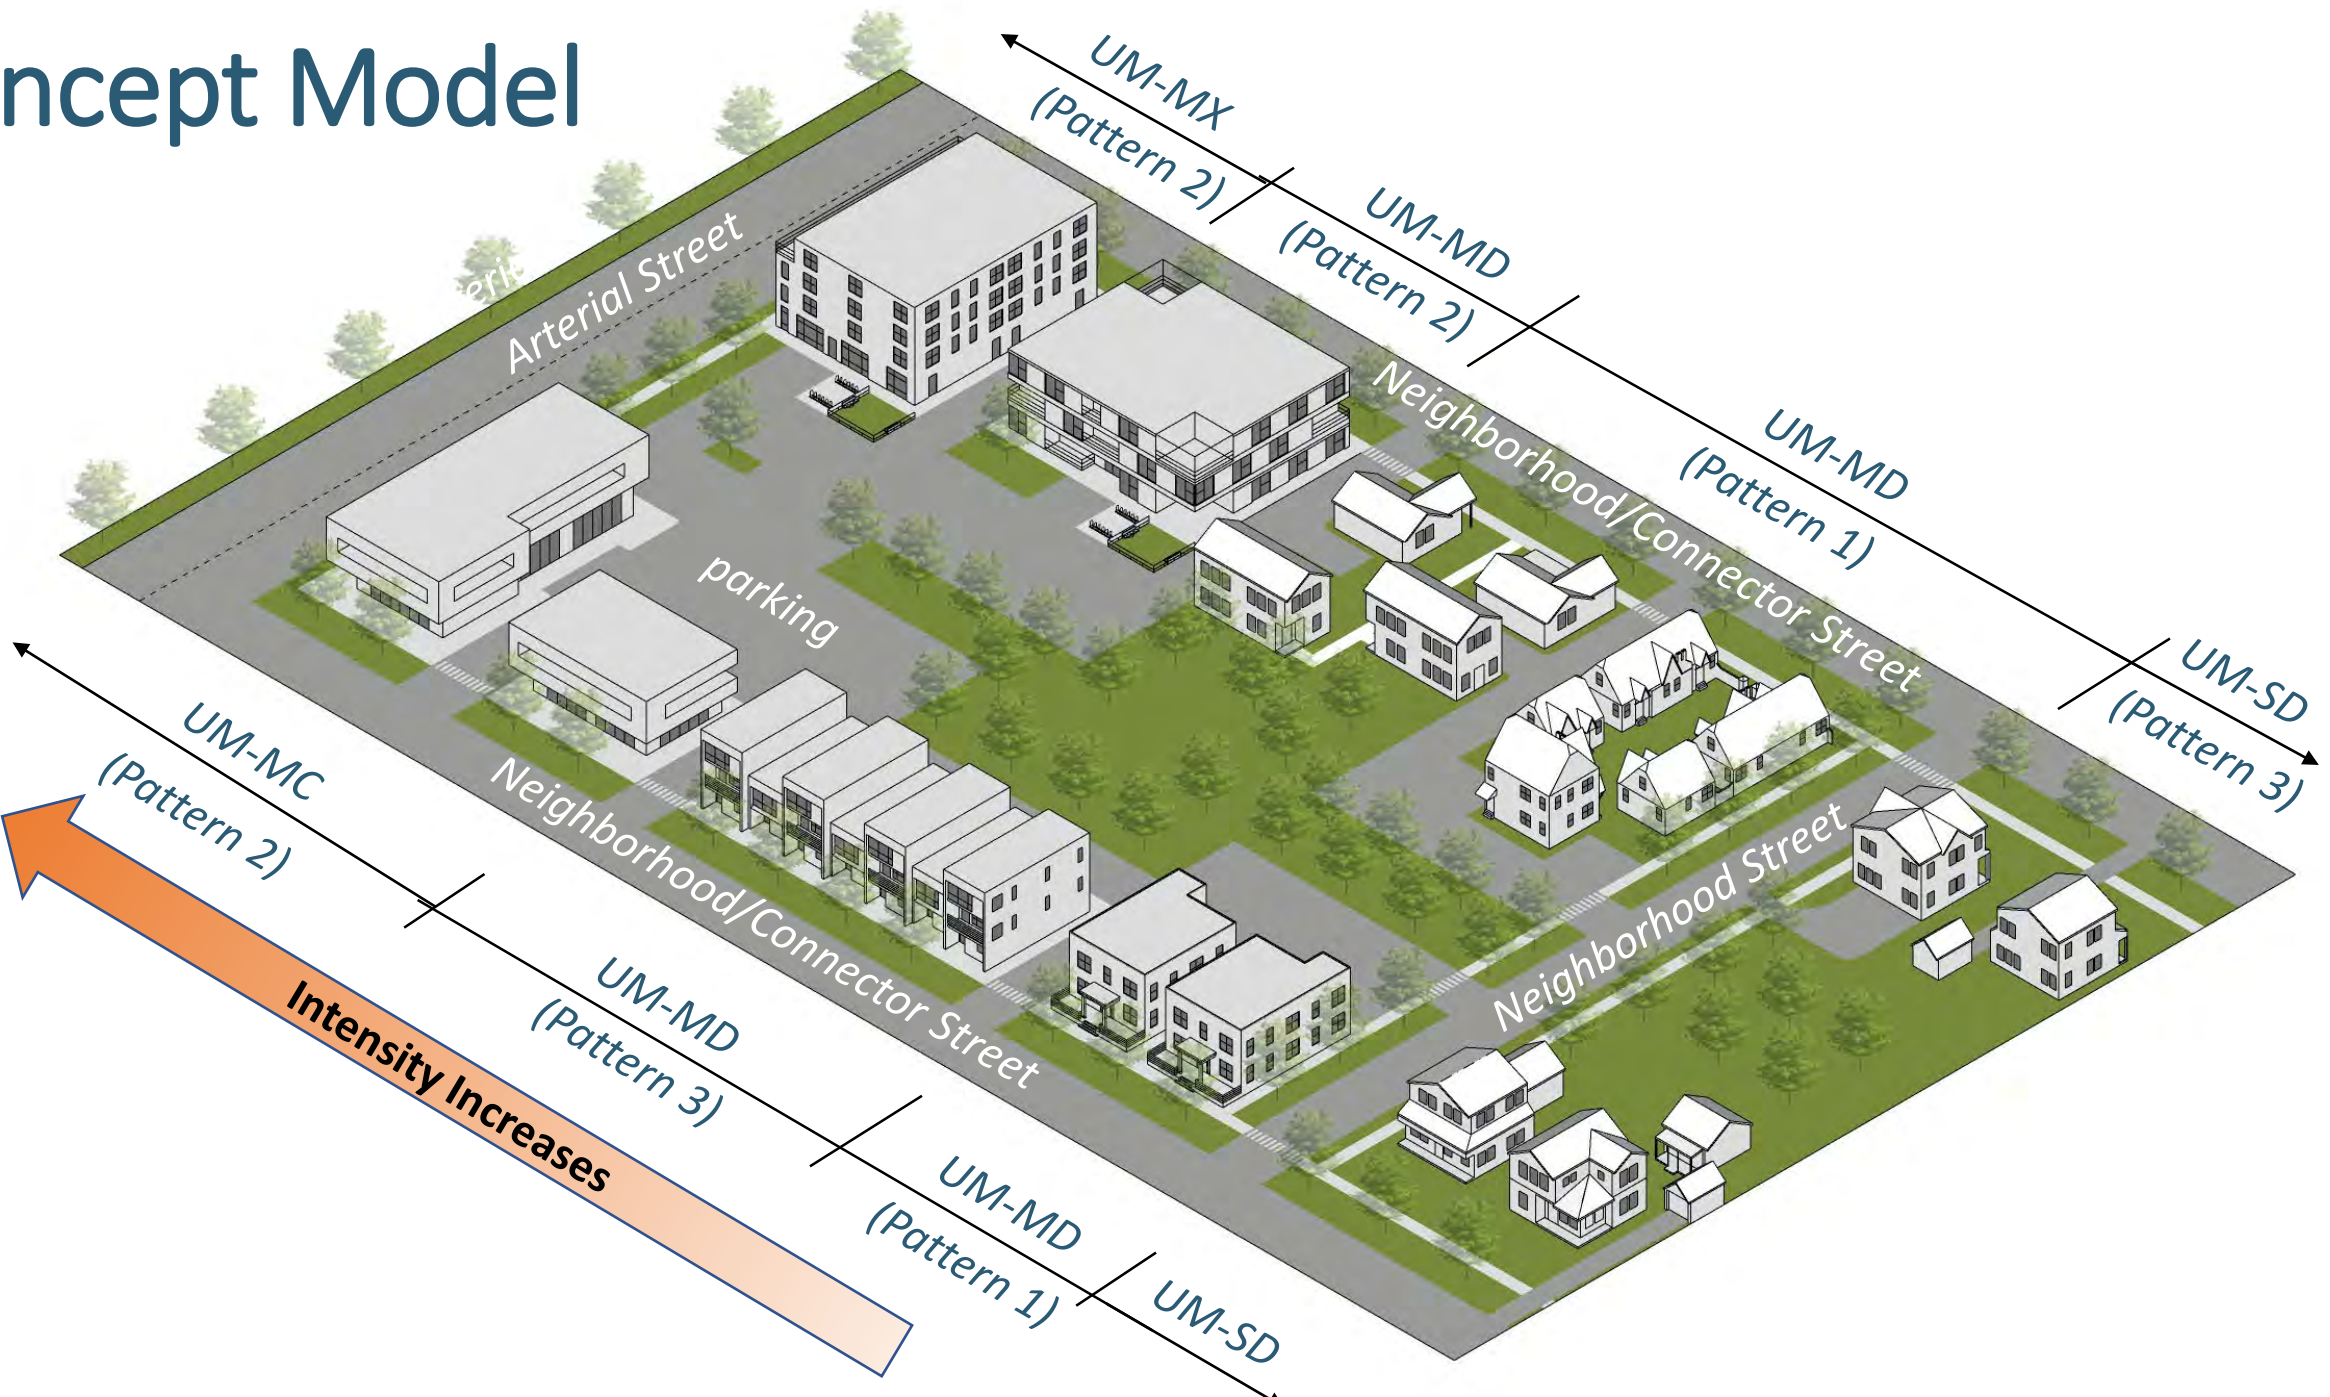 ncept Model
UM-MX
(Pattern 2)
UM-MD
(Pattern 2)
Arterial Street
Neighborhood/Connector Street
UM-MD
(Pattern 1)
parking
UM-SD
(Pattern 3)
UM-MC
(Pattern 2)
Neighborhood/Connector Street
Neighborhood Street
UM-MD
(Pattern 3)
Intensity Increases
UM-MD
(Pattern 1)
UM-SD